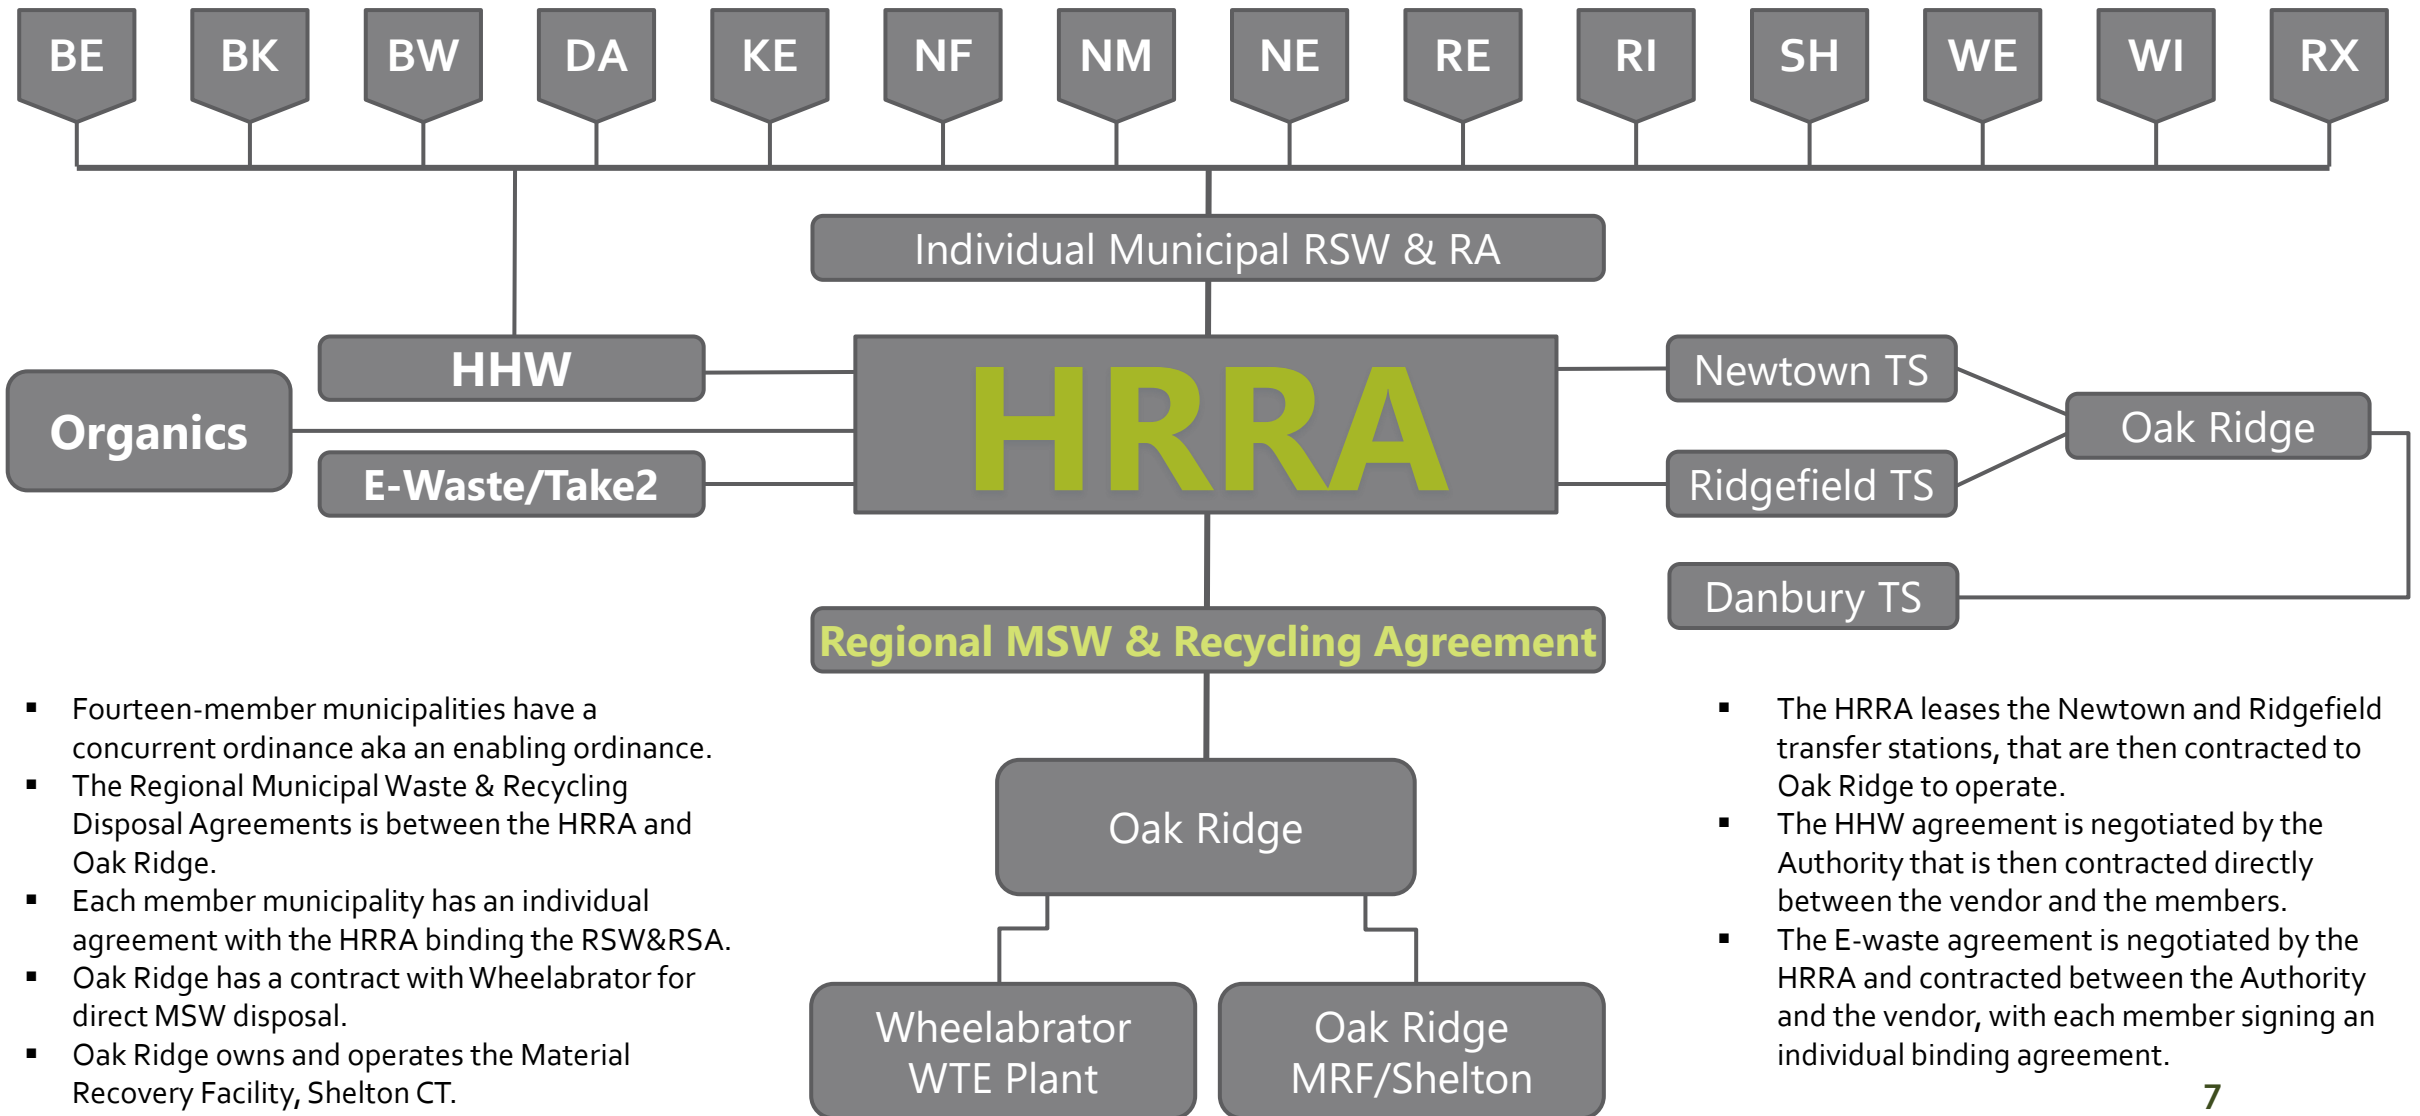 BE BK BW DA KE NF NM NE RE RI SH WE WI RX
Individual Municipal RSW & RA
HHW
Organics
E-Waste/Take2
HRRA
Newtown TS
Ridgefield TS
Oak Ridge
Danbury TS
Regional MSW & Recycling Agreement
Oak Ridge
Wheelabrator
WTE Plant
Oak Ridge
MRF/Shelton
▪ Fourteen-member municipalities have a
concurrent ordinance aka an enabling ordinance.
▪ The Regional Municipal Waste & Recycling
Disposal Agreements is between the HRRA and
Oak Ridge.
▪ Each member municipality has an individual
agreement with the HRRA binding the RSW&RSA.
▪ Oak Ridge has a contract with Wheelabrator for
direct MSW disposal.
▪ Oak Ridge owns and operates the Material
Recovery Facility, Shelton CT.
▪ The HRRA leases the Newtown and Ridgefield
transfer stations, that are then contracted to
Oak Ridge to operate.
▪ The HHW agreement is negotiated by the
Authority that is then contracted directly
between the vendor and the members.
▪ The E-waste agreement is negotiated by the
HRRA and contracted between the Authority
and the vendor, with each member signing an
individual binding agreement.
7